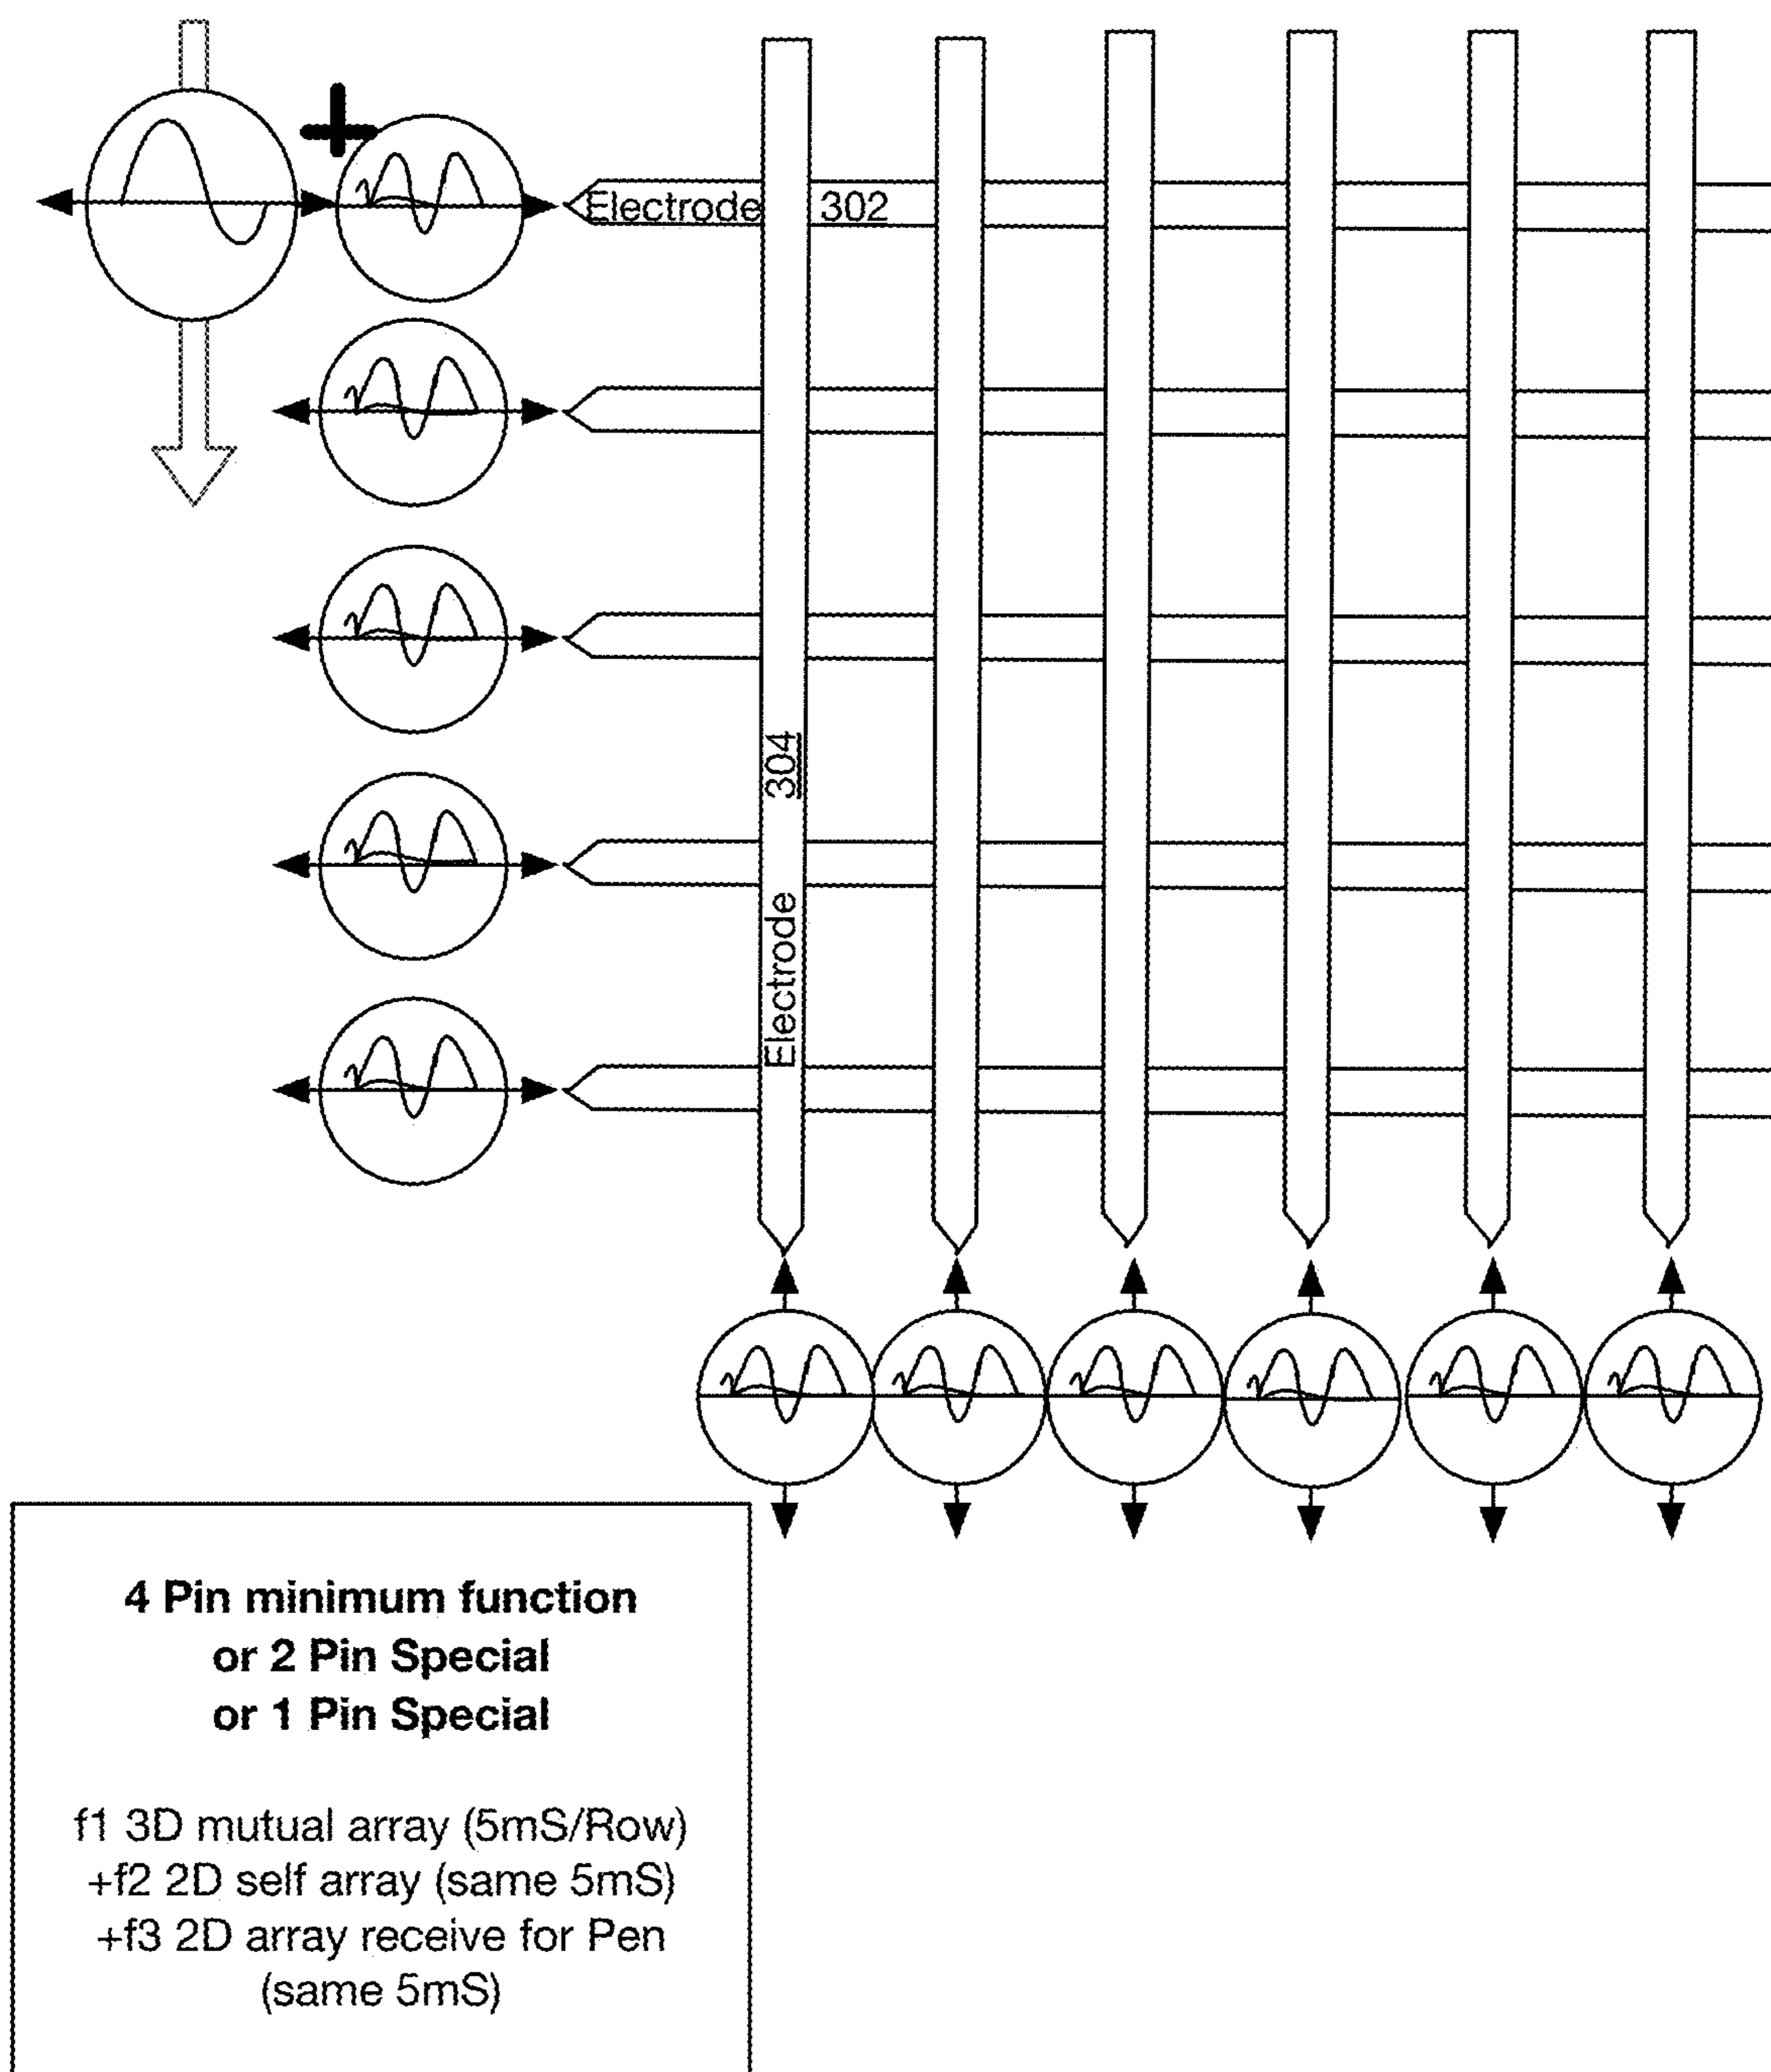 Electrode 302
Electrode 304
4 Pin minimum function
or 2 Pin Special
or 1 Pin Special
f1 3D mutual array (5mS/Row)
+f2 2D self array (same 5mS)
+f3 2D array receive for Pen
(same 5mS)